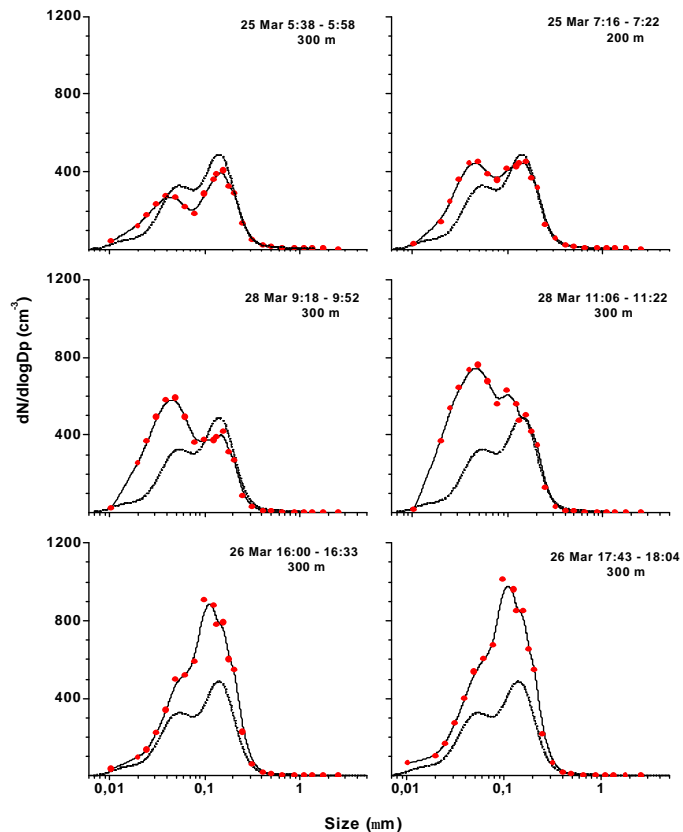 1200
800
400
0
25 Mar 5:38 - 5:58
300 m
25 Mar 7:16 - 7:22
200 m
1200
800
400
0
28 Mar 9:18 - 9:52
300 m
28 Mar 11:06 - 11:22
300 m
dN/dlogDp (cm-3)
1200
800
400
0
26 Mar 16:00 - 16:33
300 m
26 Mar 17:43 - 18:04
300 m
0,01 0,1 1
0,01 0,1 1
Size (mm)